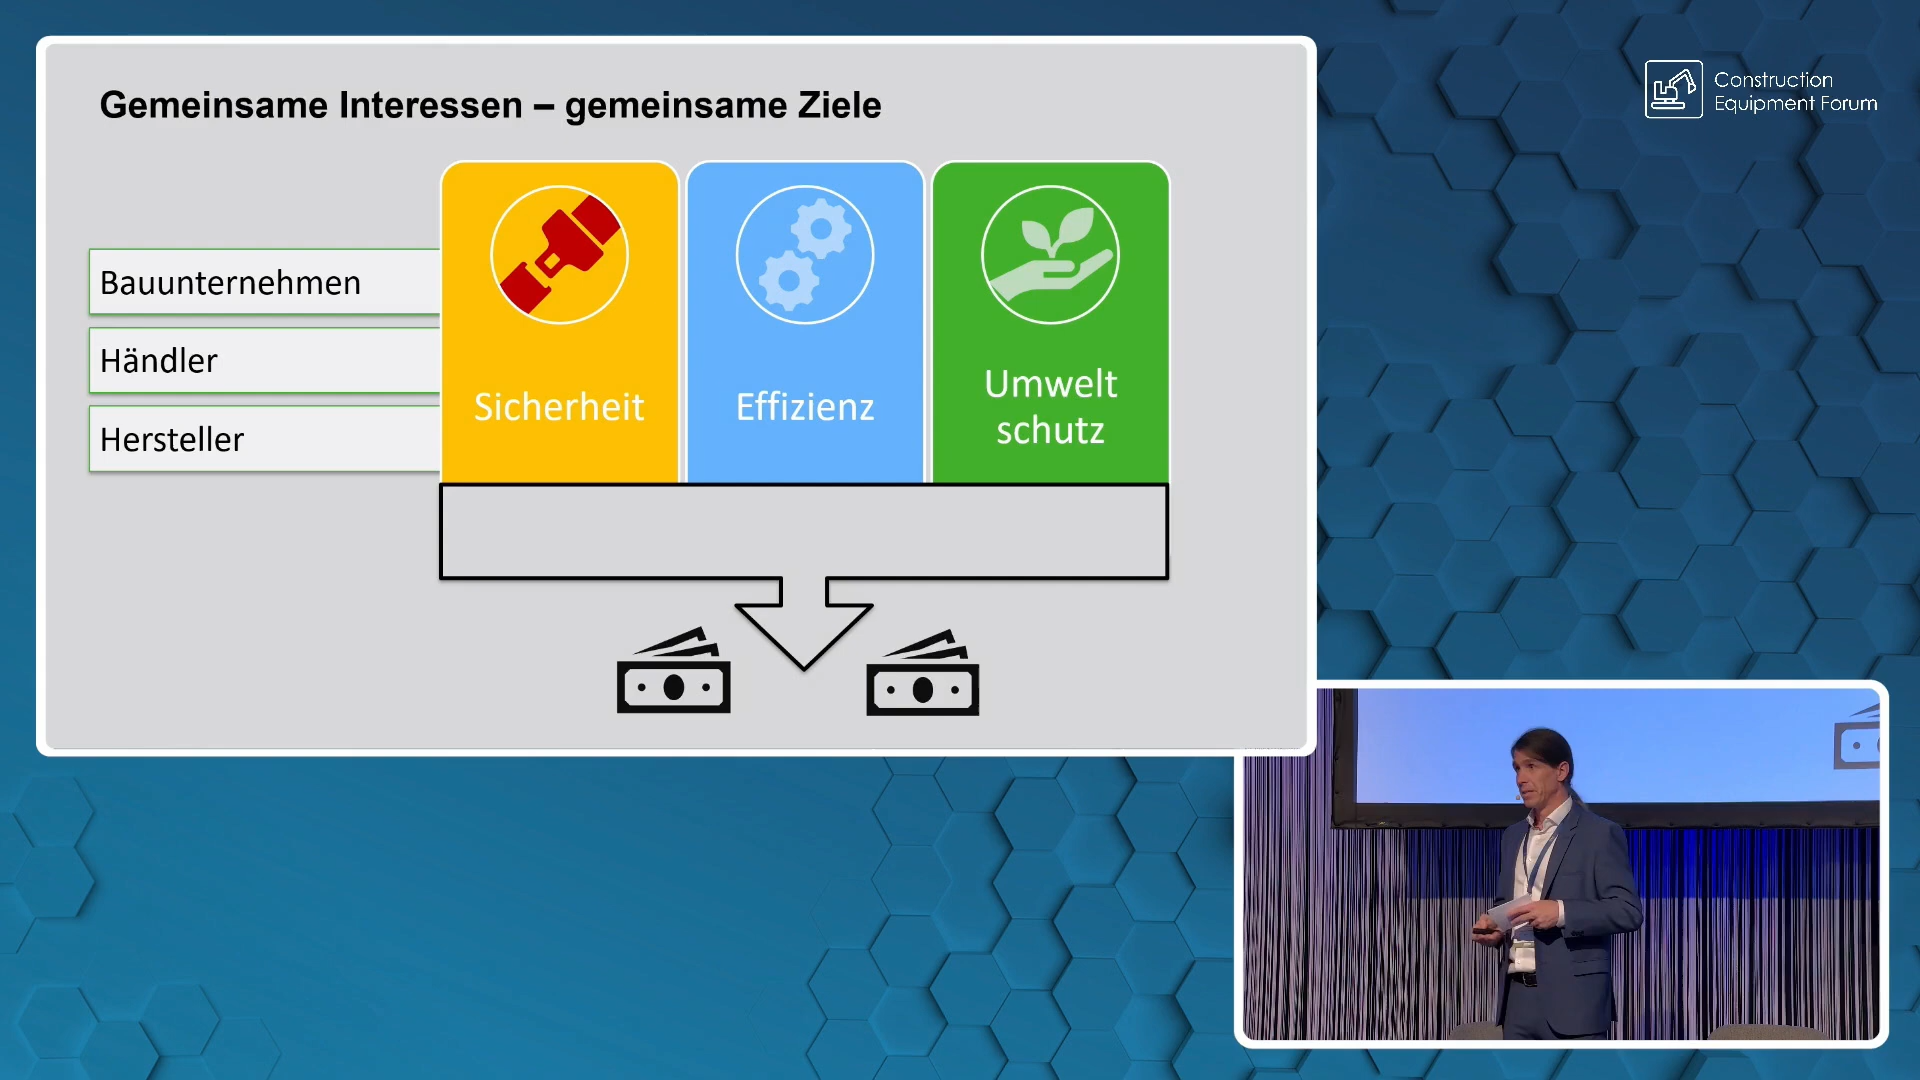 Gemeinsame Interessen – gemeinsame Ziele
Construction
Equipment Forum
Bauunternehmen
Händler
Hersteller
Sicherheit
Effizienz
Umwelt
schutz